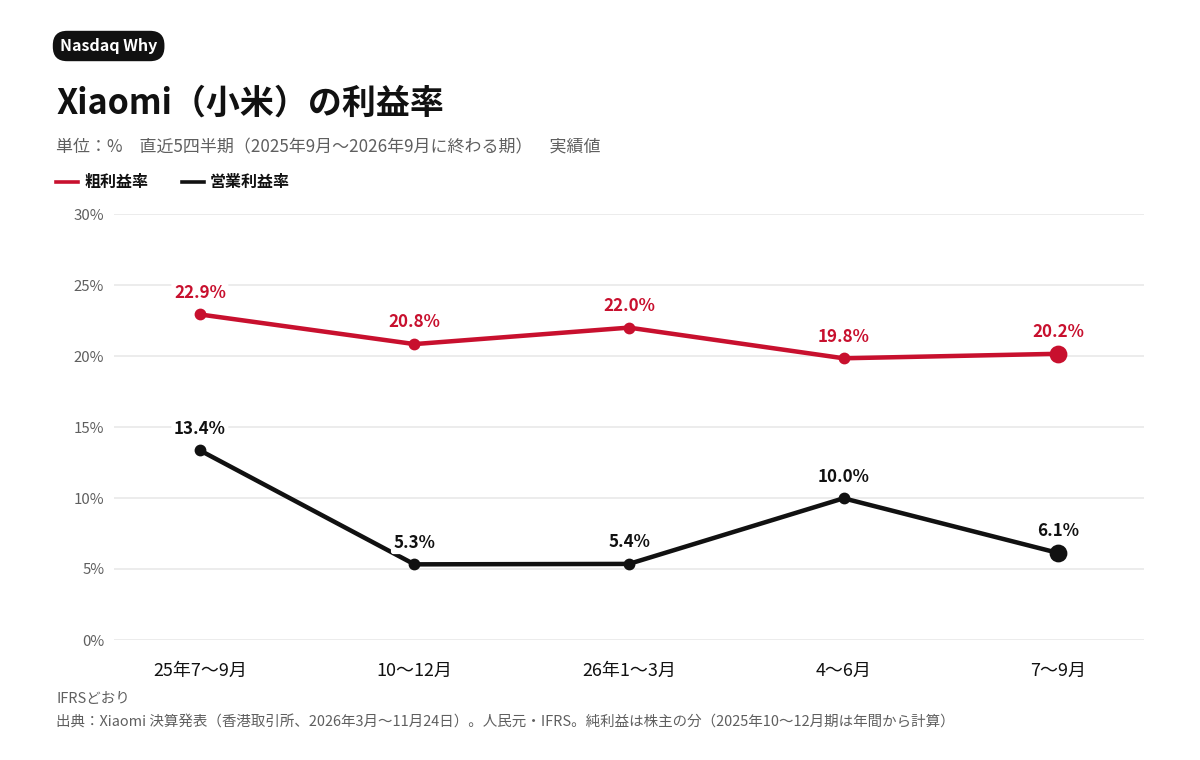 Nasdaq Why
Xiaomi（小米）の利益率
単位：%　直近5四半期（2025年9月〜2026年9月に終わる期）　実績値
粗利益率　営業利益率
30%
25%
20%
15%
10%
5%
0%
22.9%
20.8%
22.0%
19.8%
20.2%
13.4%
5.3%
5.4%
10.0%
6.1%
25年7〜9月　10〜12月　26年1〜3月　4〜6月　7〜9月
IFRSどおり
出典：Xiaomi 決算発表（香港取引所、2026年3月〜11月24日）。人民元・IFRS。純利益は株主の分（2025年10〜12月期は年間から計算）